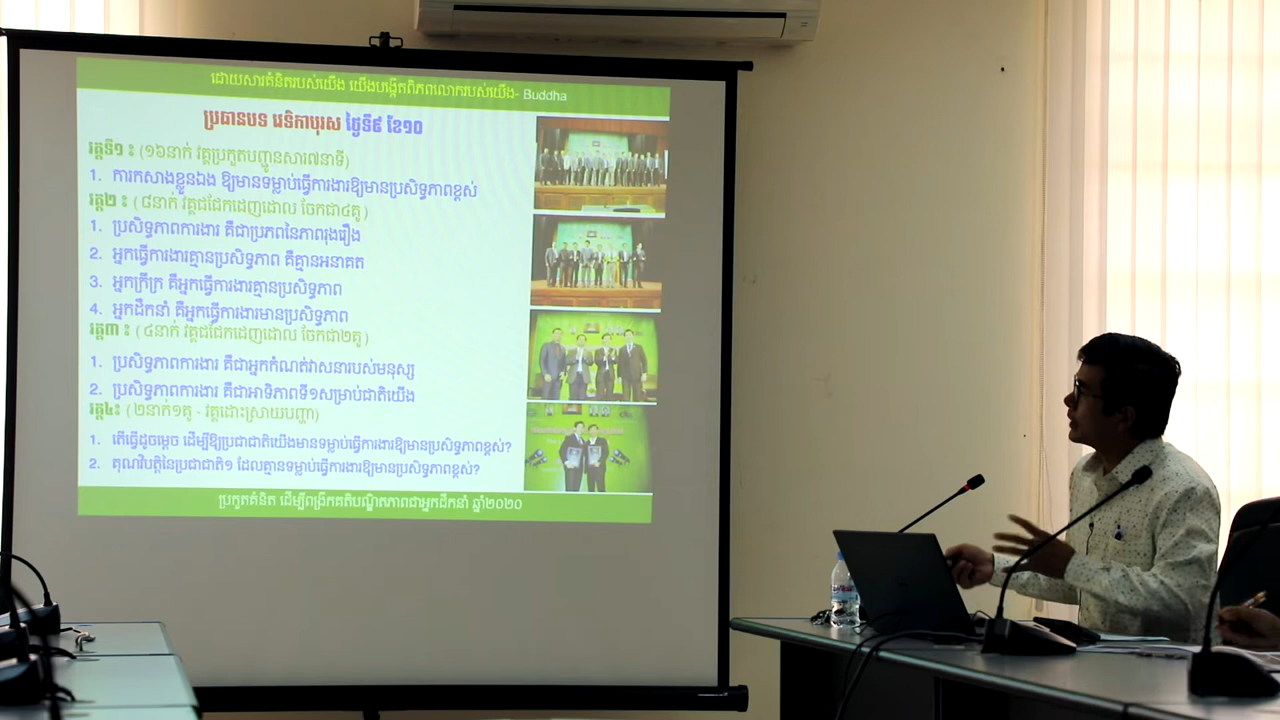 ដោយសារគំនិតរបស់យើង យើងបង្កើតពិភពលោករបស់យើង- Buddha
ប្រធានបទ វេទិកាបុរស ថ្ងៃទី៩ ខែ១០
វគ្គទី១ ៖ (១៦នាក់ វគ្គប្រកួតបញ្ជូនសារ៧នាទី)
1. ការកសាងខ្លួនឯង ឱ្យមានទម្លាប់ធ្វើការងារឱ្យមានប្រសិទ្ធភាពខ្ពស់
វគ្គ២ ៖ (៨នាក់ វគ្គជជែកដេញដោល ចែកជា៤គូ)
1. ប្រសិទ្ធភាពការងារ គឺជាប្រភពនៃភាពរុងរឿង
2. អ្នកធ្វើការងារគ្មានប្រសិទ្ធភាព គឺគ្មានអនាគត
3. អ្នកក្រីក្រ គឺអ្នកធ្វើការងារគ្មានប្រសិទ្ធភាព
4. អ្នកដឹកនាំ គឺអ្នកធ្វើការងារមានប្រសិទ្ធភាព
វគ្គ៣ ៖ (៤នាក់ វគ្គជជែកដេញដោល ចែកជា២គូ)
1. ប្រសិទ្ធភាពការងារ គឺជាអ្នកកំណត់វាសនារបស់មនុស្ស
2. ប្រសិទ្ធភាពការងារ គឺជាអាទិភាពទី១សម្រាប់ជាតិយើង
វគ្គ៤៖ (២នាក់១គូ - វគ្គដោះស្រាយបញ្ហា)
1. តើធ្វើដូចម្តេច ដើម្បីឱ្យប្រជាជាតិយើងមានទម្លាប់ធ្វើការងារឱ្យមានប្រសិទ្ធភាពខ្ពស់?
2. គុណវិបត្តិនៃប្រជាជាតិ១ ដែលគ្មានទម្លាប់ធ្វើការងារឱ្យមានប្រសិទ្ធភាពខ្ពស់?
ប្រកួតគំនិត ដើម្បីពង្រីកគតិបណ្ឌិតភាពជាអ្នកដឹកនាំ ឆ្នាំ២០២០